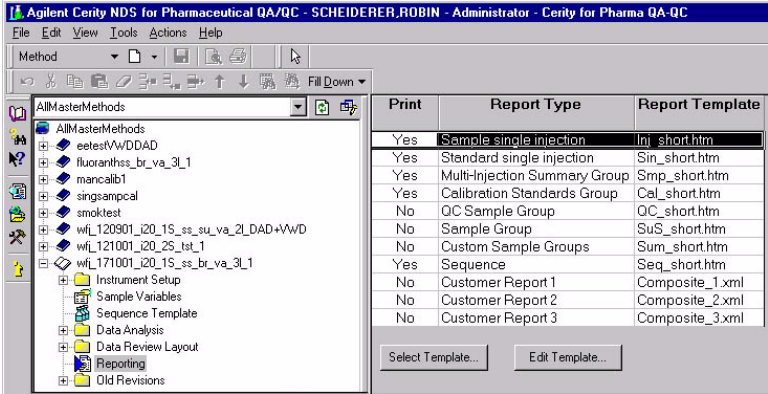 Agilent Cerity NDS for Pharmaceutical QA/QC - SCHEIDERER,ROBIN - Administrator - Cerity for Pharma QA-QC
File Edit View Tools Actions Help
Method
Fill Down
AllMasterMethods
AllMasterMethods
eetestVWDDAD
fluoranthss_br_va_3l_1
mancalib1
singsampcal
smoktest
wfj_120901_i20_1S_ss_su_va_2l_DAD+VWD
wfj_121001_i20_2S_tst_1
wfj_171001_i20_1S_ss_br_va_3l_1
Instrument Setup
Sample Variables
Sequence Template
Data Analysis
Data Review Layout
Reporting
Old Revisions
Print Report Type Report Template
Yes Sample single injection Inj_short.htm
Yes Standard single injection Sin_short.htm
Yes Multi-Injection Summary Group Smp_short.htm
Yes Calibration Standards Group Cal_short.htm
No QC Sample Group QC_short.htm
No Sample Group SuS_short.htm
No Custom Sample Groups Sum_short.htm
Yes Sequence Seq_short.htm
No Customer Report 1 Composite_1.xml
No Customer Report 2 Composite_2.xml
No Customer Report 3 Composite_3.xml
Select Template... Edit Template...